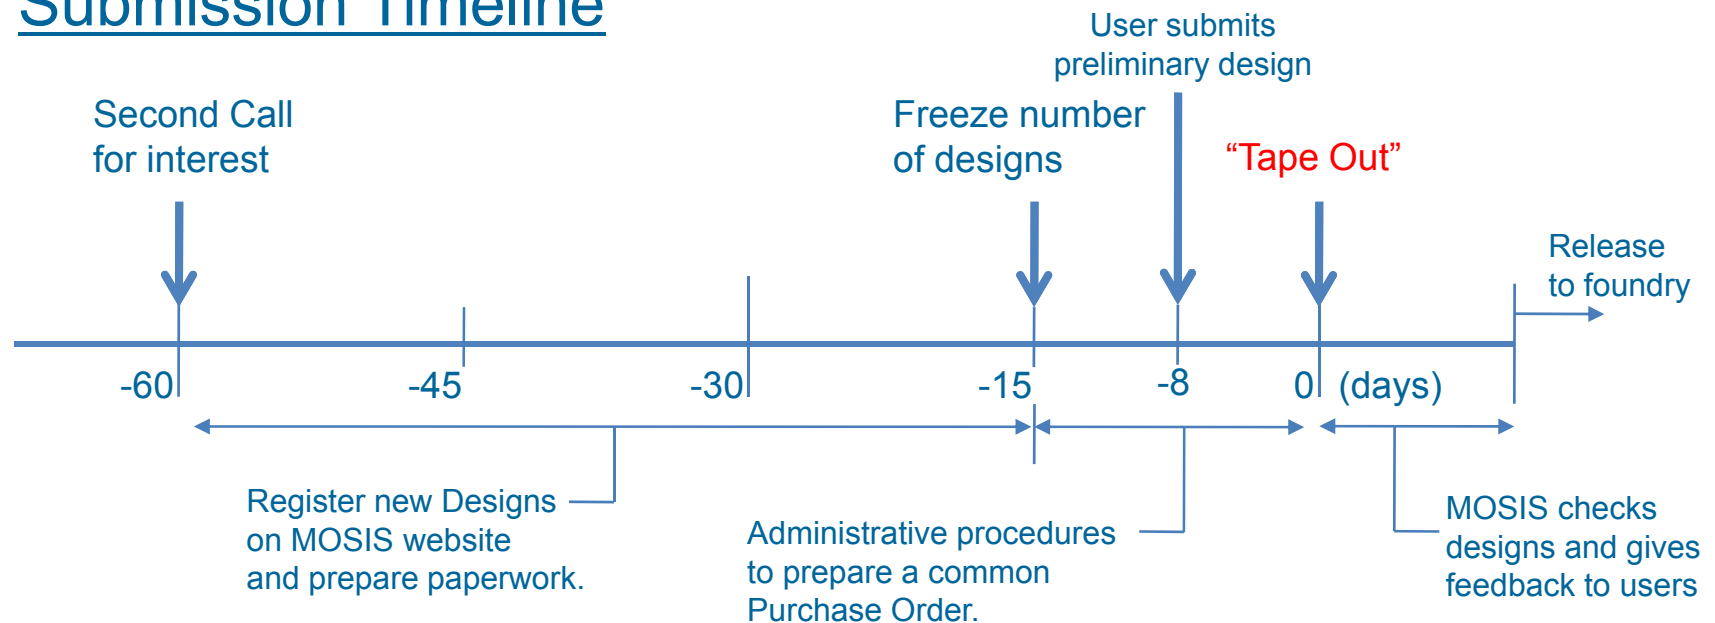 Submission Timeline
User submits
preliminary design
Second Call
for interest
Freeze number
of designs
“Tape Out”
Release
to foundry
-60
-45
-30
-15
-8
0 (days)
Register new Designs
on MOSIS website
and prepare paperwork.
Administrative procedures
to prepare a common
Purchase Order.
MOSIS checks
designs and gives
feedback to users